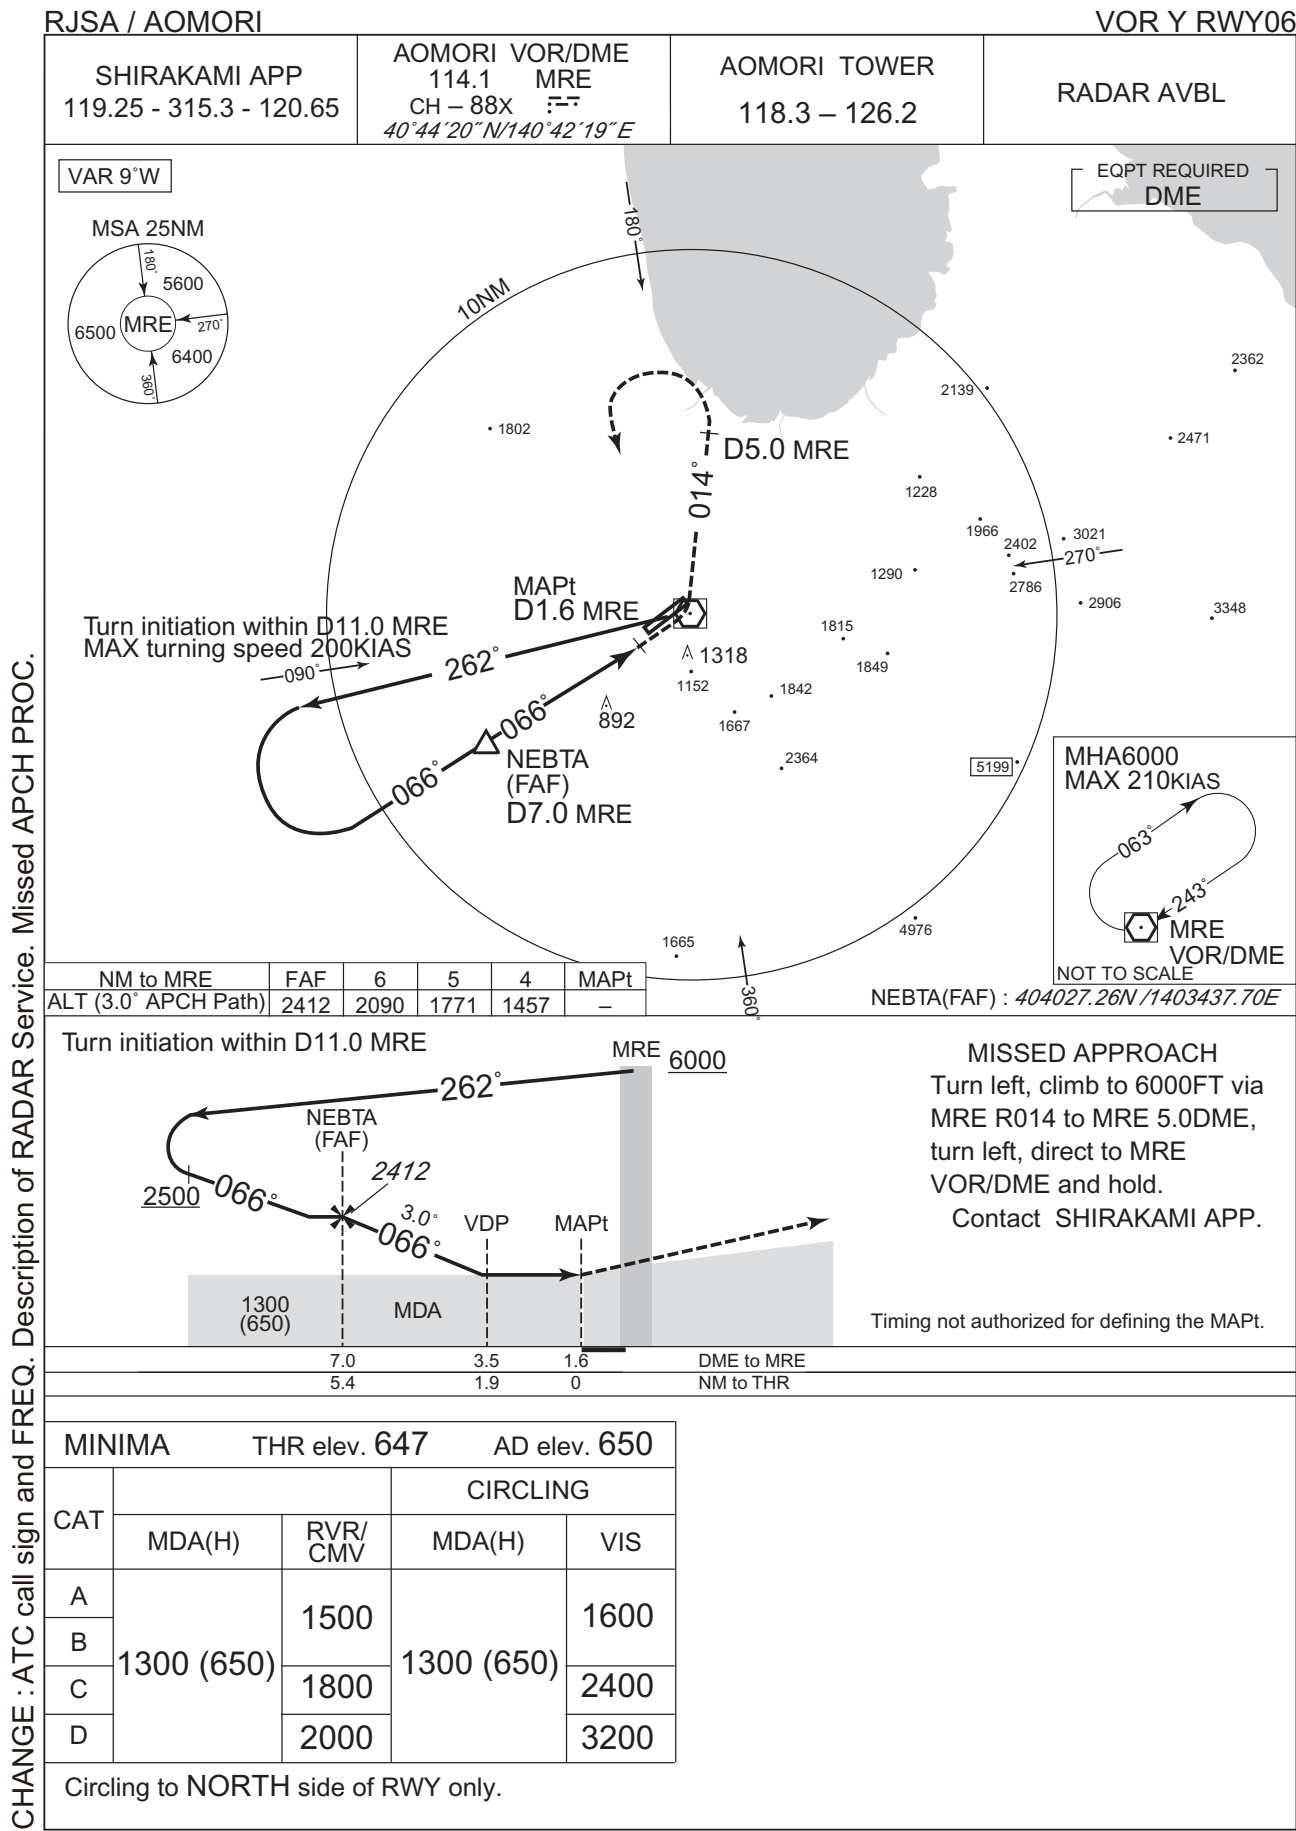 RJSA / AOMORI
VOR Y RWY06
SHIRAKAMI APP
119.25 - 315.3 - 120.65
AOMORI VOR/DME
114.1 MRE
CH – 88X
40°44´20˝N/140°42´19˝E
AOMORI TOWER
118.3 – 126.2
RADAR AVBL
VAR 9°W
EQPT REQUIRED
DME
MSA 25NM
180°
5600
MRE
270°
6500
6400
360°
180°
10NM
2362
2139
1802
D5.0 MRE
2471
014°
1228
1966
2402
3021
270°
1290
2786
2906
MAPt
D1.6 MRE
3348
Turn initiation within D11.0 MRE
MAX turning speed 200KIAS
090°
262°
1815
1318
1849
1152
1842
892
1667
066°
NEBTA
(FAF)
D7.0 MRE
066°
2364
5199
MHA6000
MAX 210KIAS
063°
243°
MRE
VOR/DME
NOT TO SCALE
4976
1665
360°
NM to MRE FAF 6 5 4 MAPt
ALT (3.0° APCH Path) 2412 2090 1771 1457 –
NEBTA(FAF) : 404027.26N /1403437.70E
Turn initiation within D11.0 MRE
MRE 6000
262°
NEBTA
(FAF)
2412
2500
066°
3.0°
066°
VDP
MAPt
1300
(650)
MDA
MISSED APPROACH
Turn left, climb to 6000FT via
MRE R014 to MRE 5.0DME,
turn left, direct to MRE
VOR/DME and hold.
Contact SHIRAKAMI APP.
Timing not authorized for defining the MAPt.
7.0 3.5 1.6 DME to MRE
5.4 1.9 0 NM to THR
MINIMA THR elev. 647 AD elev. 650
CAT
CIRCLING
MDA(H) RVR/CMV MDA(H) VIS
A
B
C
D
1300 (650)
1500
1800
2000
1300 (650)
1600
2400
3200
Circling to NORTH side of RWY only.
CHANGE : ATC call sign and FREQ. Description of RADAR Service. Missed APCH PROC.